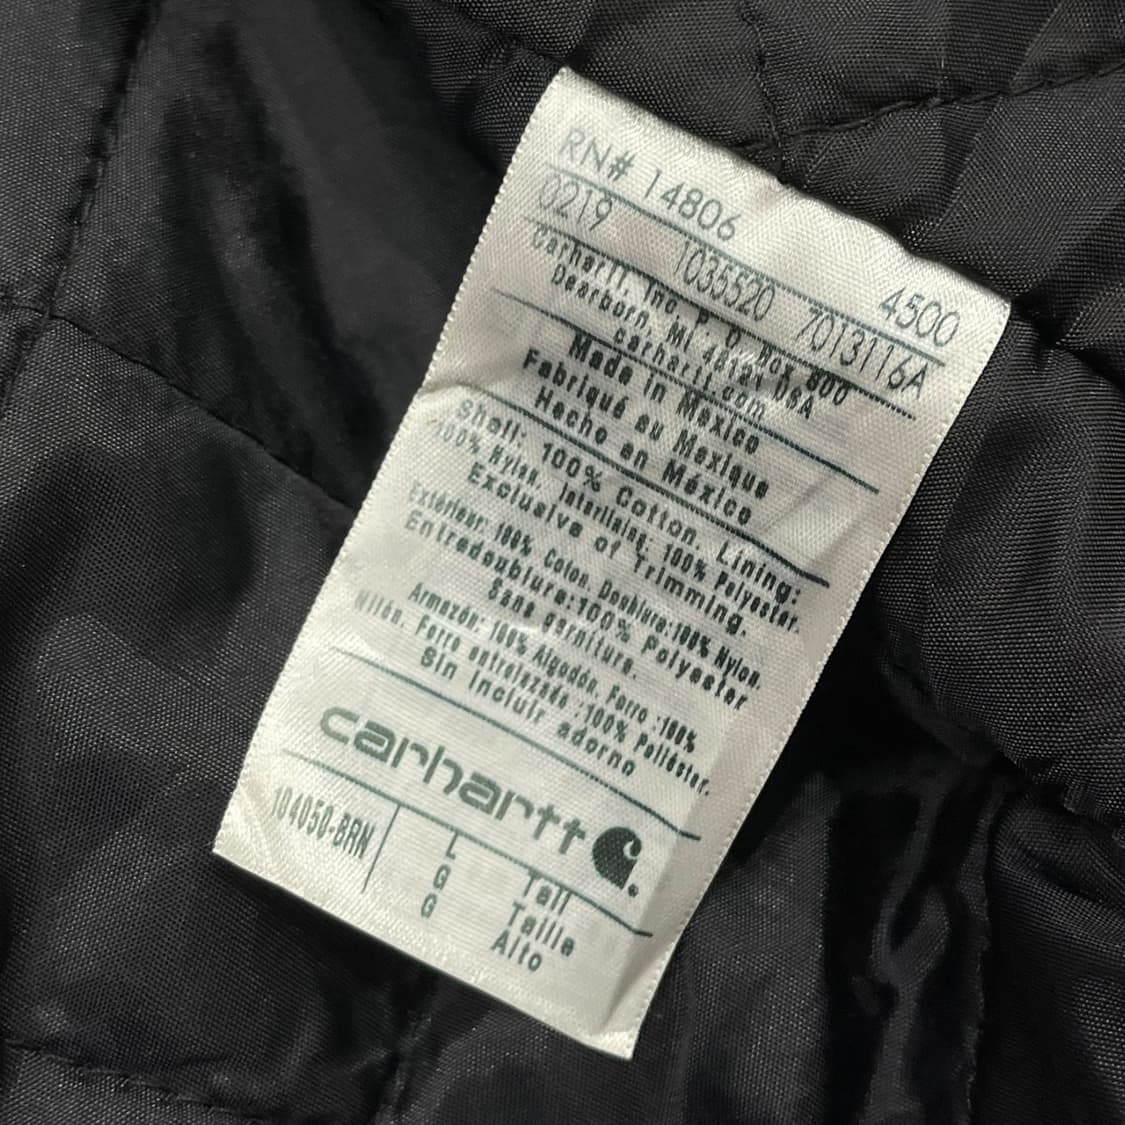 RN# 14806
4500
0219 1035520 7013116A
Carhartt, Inc, P. O. Box 600
Dearborn, MI 48121 USA
Carhartt.com
Made in Mexico
Fabriqué au Mexique
Hecho en México
Shell: 100% Cotton. Lining:
100% Nylon. Interlining: 100% Polyester.
Exclusive of Trimming.
Extérieur: 100% Coton. Doublure:100% Nylon.
Entredoublure:100% Polyester
Sans garniture.
Armazón: 100% Algodón. Forro :100%
Nilón. Forro entrelazado :100% Poliéster.
Sin incluir adorno
carhartt
104050-BRN
L Tall
G Taille
G Alto